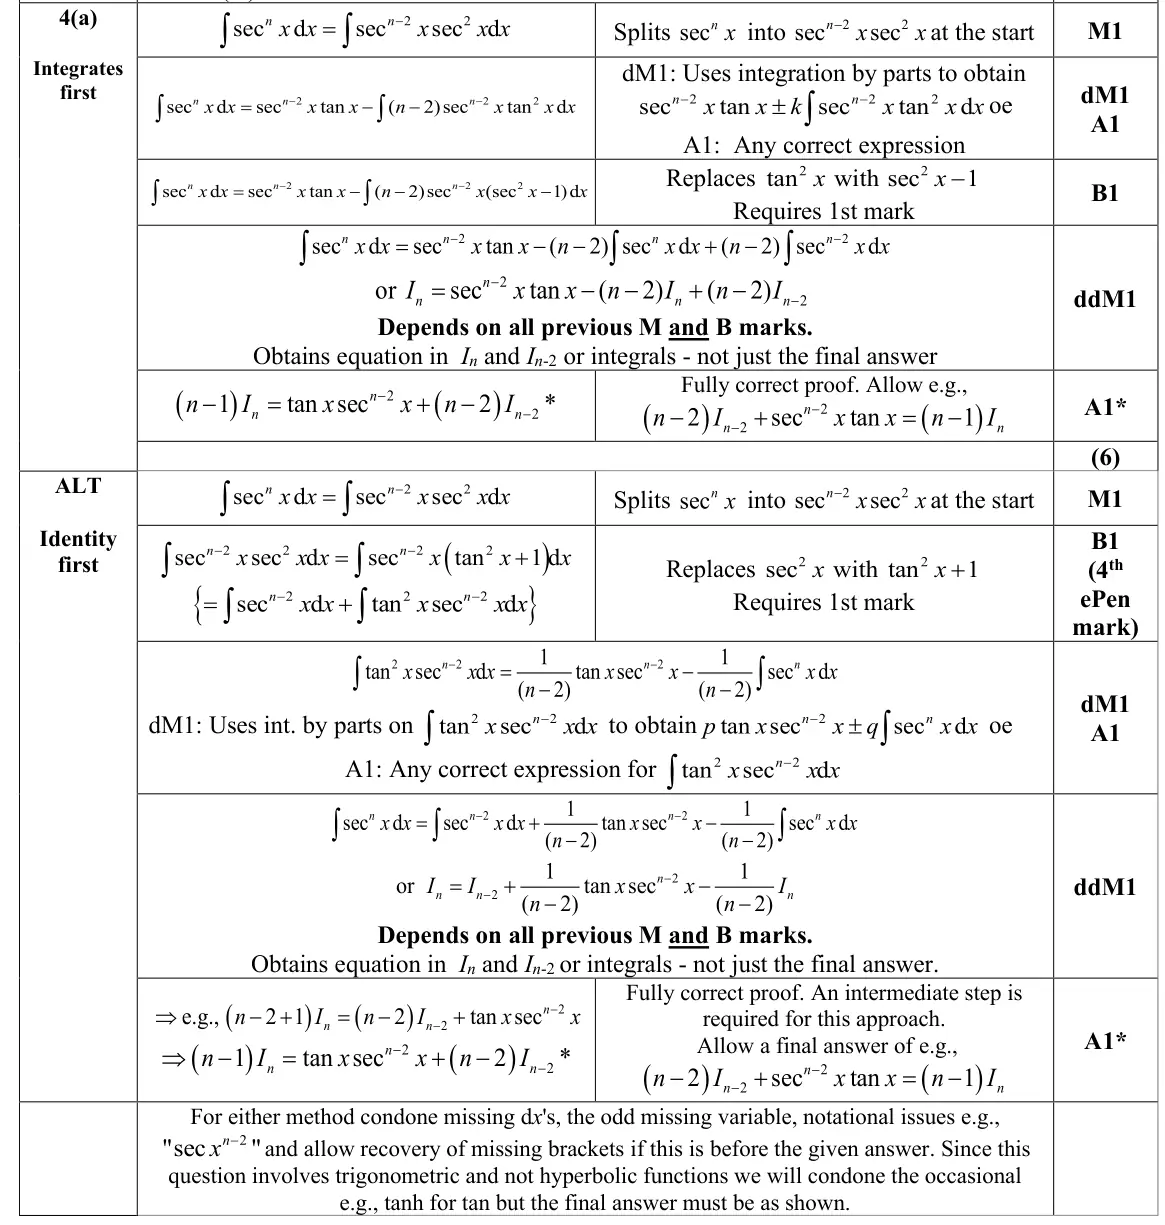 4(a)
Integrates
first
∫ secⁿ x dx = ∫ secⁿ⁻² x sec² xdx
Splits secⁿ x into secⁿ⁻² x sec² x at the start
M1
∫ secⁿ x dx = secⁿ⁻² x tan x − ∫ (n − 2) secⁿ⁻² x tan² x dx
dM1: Uses integration by parts to obtain
secⁿ⁻² x tan x ± k ∫ secⁿ⁻² x tan² x dx oe
A1: Any correct expression
dM1
A1
∫ secⁿ x dx = secⁿ⁻² x tan x − ∫ (n − 2) secⁿ⁻² x(sec² x − 1) dx
Replaces tan² x with sec² x − 1
Requires 1st mark
B1
∫ secⁿ x dx = secⁿ⁻² x tan x − (n − 2)∫ secⁿ x dx + (n − 2) ∫ secⁿ⁻² x dx
or Iₙ = secⁿ⁻² x tan x − (n − 2)Iₙ + (n − 2)Iₙ₋₂
Depends on all previous M and B marks.
Obtains equation in Iₙ and Iₙ₋₂ or integrals - not just the final answer
ddM1
(n − 1) Iₙ = tan x secⁿ⁻² x + (n − 2) Iₙ₋₂ *
Fully correct proof. Allow e.g.,
(n − 2) Iₙ₋₂ + secⁿ⁻² x tan x = (n − 1) Iₙ
A1*
(6)
ALT
Identity
first
∫ secⁿ x dx = ∫ secⁿ⁻² x sec² xdx
Splits secⁿ x into secⁿ⁻² x sec² x at the start
M1
∫ secⁿ⁻² x sec² xdx = ∫ secⁿ⁻² x (tan² x + 1)dx
{= ∫ secⁿ⁻² xdx + ∫ tan² x secⁿ⁻² xdx}
Replaces sec² x with tan² x + 1
Requires 1st mark
B1
(4th
ePen
mark)
∫ tan² x secⁿ⁻² xdx = 1/(n − 2) tan x secⁿ⁻² x − 1/(n − 2) ∫ secⁿ x dx
dM1: Uses int. by parts on ∫ tan² x secⁿ⁻² xdx to obtain p tan x secⁿ⁻² x ± q ∫ secⁿ x dx oe
A1: Any correct expression for ∫ tan² x secⁿ⁻² xdx
dM1
A1
∫ secⁿ x dx = ∫ secⁿ⁻² x dx + 1/(n − 2) tan x secⁿ⁻² x − 1/(n − 2) ∫ secⁿ x dx
or Iₙ = Iₙ₋₂ + 1/(n − 2) tan x secⁿ⁻² x − 1/(n − 2) Iₙ
Depends on all previous M and B marks.
Obtains equation in Iₙ and Iₙ₋₂ or integrals - not just the final answer.
ddM1
⇒ e.g., (n − 2 + 1) Iₙ = (n − 2) Iₙ₋₂ + tan x secⁿ⁻² x
⇒ (n − 1) Iₙ = tan x secⁿ⁻² x + (n − 2) Iₙ₋₂ *
Fully correct proof. An intermediate step is
required for this approach.
Allow a final answer of e.g.,
(n − 2) Iₙ₋₂ + secⁿ⁻² x tan x = (n − 1) Iₙ
A1*
For either method condone missing dx's, the odd missing variable, notational issues e.g.,
"sec xⁿ⁻²" and allow recovery of missing brackets if this is before the given answer. Since this
question involves trigonometric and not hyperbolic functions we will condone the occasional
e.g., tanh for tan but the final answer must be as shown.